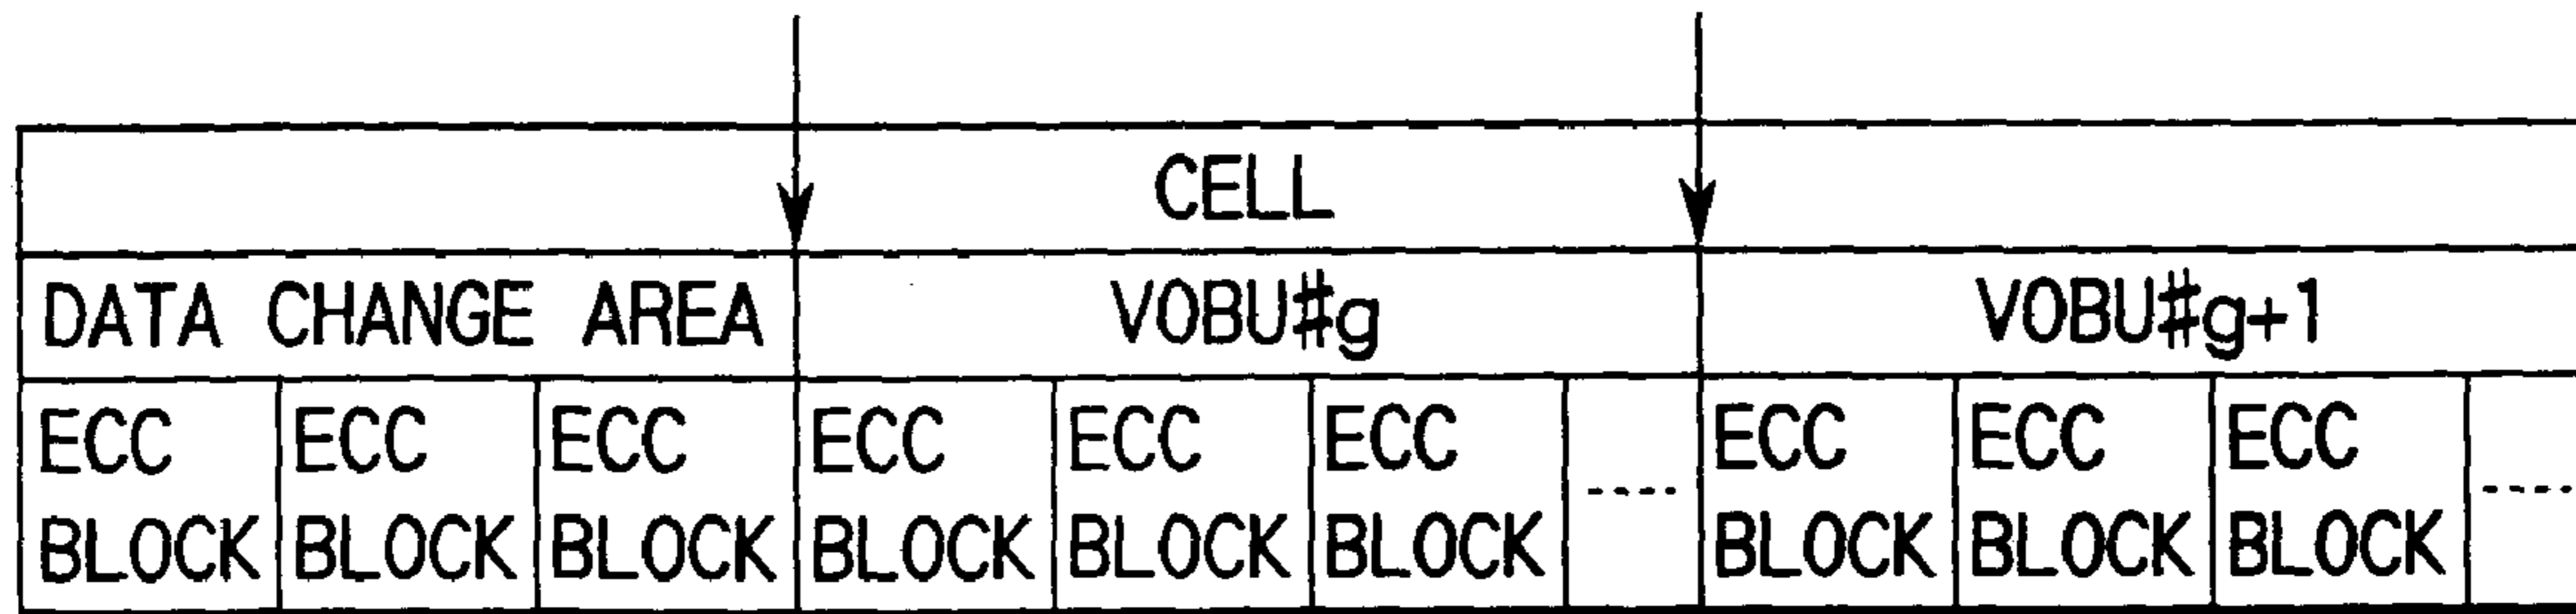 CELL
DATA CHANGE AREA VOBU#g VOBU#g+1
ECC ECC ECC ECC ECC ECC ECC ECC ECC
BLOCK BLOCK BLOCK BLOCK BLOCK BLOCK ---- BLOCK BLOCK BLOCK ----